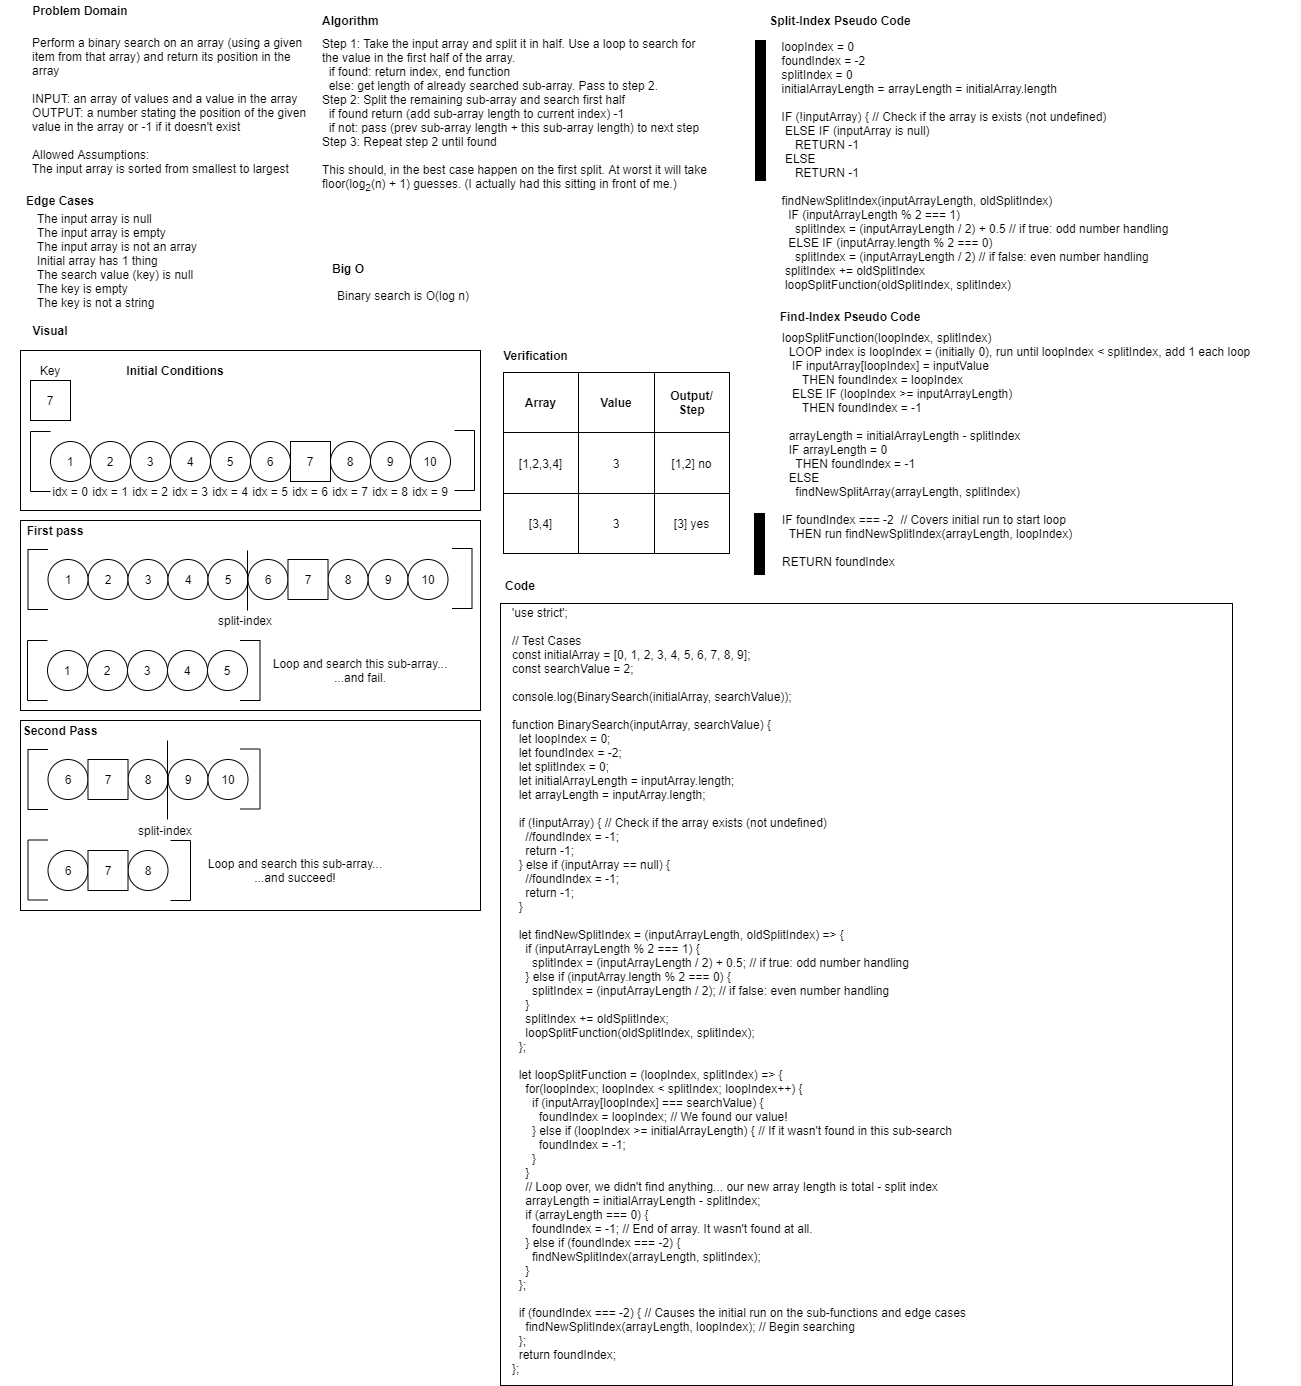 Problem Domain
Perform a binary search on an array (using a given
item from that array) and return its position in the
array
INPUT: an array of values and a value in the array
OUTPUT: a number stating the position of the given
value in the array or -1 if it doesn't exist
Allowed Assumptions:
The input array is sorted from smallest to largest
Edge Cases
The input array is null
The input array is empty
The input array is not an array
Initial array has 1 thing
The search value (key) is null
The key is empty
The key is not a string
Algorithm
Step 1: Take the input array and split it in half. Use a loop to search for
the value in the first half of the array.
if found: return index, end function
else: get length of already searched sub-array. Pass to step 2.
Step 2: Split the remaining sub-array and search first half
if found return (add sub-array length to current index) -1
if not: pass (prev sub-array length + this sub-array length) to next step
Step 3: Repeat step 2 until found
This should, in the best case happen on the first split. At worst it will take
floor(log2(n) + 1) guesses. (I actually had this sitting in front of me.)
Big O
Binary search is O(log n)
Visual
Key
Initial Conditions
7
1 2 3 4 5 6 7 8 9 10
idx = 0 idx = 1 idx = 2 idx = 3 idx = 4 idx = 5 idx = 6 idx = 7 idx = 8 idx = 9
First pass
1 2 3 4 5 6 7 8 9 10
split-index
1 2 3 4 5
Loop and search this sub-array...
...and fail.
Second Pass
6 7 8 9 10
split-index
6 7 8
Loop and search this sub-array...
...and succeed!
Verification
Array Value Output/
Step
[1,2,3,4] 3 [1,2] no
[3,4] 3 [3] yes
Split-Index Pseudo Code
loopIndex = 0
foundIndex = -2
splitIndex = 0
initialArrayLength = arrayLength = initialArray.length
IF (!inputArray) { // Check if the array is exists (not undefined)
ELSE IF (inputArray is null)
RETURN -1
ELSE
RETURN -1
findNewSplitIndex(inputArrayLength, oldSplitIndex)
IF (inputArrayLength % 2 === 1)
splitIndex = (inputArrayLength / 2) + 0.5 // if true: odd number handling
ELSE IF (inputArray.length % 2 === 0)
splitIndex = (inputArrayLength / 2) // if false: even number handling
splitIndex += oldSplitIndex
loopSplitFunction(oldSplitIndex, splitIndex)
Find-Index Pseudo Code
loopSplitFunction(loopIndex, splitIndex)
LOOP index is loopIndex = (initially 0), run until loopIndex < splitIndex, add 1 each loop
IF inputArray[loopIndex] = inputValue
THEN foundIndex = loopIndex
ELSE IF (loopIndex >= inputArrayLength)
THEN foundIndex = -1
arrayLength = initialArrayLength - splitIndex
IF arrayLength = 0
THEN foundIndex = -1
ELSE
findNewSplitArray(arrayLength, splitIndex)
IF foundIndex === -2  // Covers initial run to start loop
THEN run findNewSplitIndex(arrayLength, loopIndex)
RETURN foundIndex
Code
'use strict';
// Test Cases
const initialArray = [0, 1, 2, 3, 4, 5, 6, 7, 8, 9];
const searchValue = 2;
console.log(BinarySearch(initialArray, searchValue));
function BinarySearch(inputArray, searchValue) {
let loopIndex = 0;
let foundIndex = -2;
let splitIndex = 0;
let initialArrayLength = inputArray.length;
let arrayLength = inputArray.length;
if (!inputArray) { // Check if the array exists (not undefined)
//foundIndex = -1;
return -1;
} else if (inputArray == null) {
//foundIndex = -1;
return -1;
}
let findNewSplitIndex = (inputArrayLength, oldSplitIndex) => {
if (inputArrayLength % 2 === 1) {
splitIndex = (inputArrayLength / 2) + 0.5; // if true: odd number handling
} else if (inputArray.length % 2 === 0) {
splitIndex = (inputArrayLength / 2); // if false: even number handling
}
splitIndex += oldSplitIndex;
loopSplitFunction(oldSplitIndex, splitIndex);
};
let loopSplitFunction = (loopIndex, splitIndex) => {
for(loopIndex; loopIndex < splitIndex; loopIndex++) {
if (inputArray[loopIndex] === searchValue) {
foundIndex = loopIndex; // We found our value!
} else if (loopIndex >= initialArrayLength) { // If it wasn't found in this sub-search
foundIndex = -1;
}
}
// Loop over, we didn't find anything... our new array length is total - split index
arrayLength = initialArrayLength - splitIndex;
if (arrayLength === 0) {
foundIndex = -1; // End of array. It wasn't found at all.
} else if (foundIndex === -2) {
findNewSplitIndex(arrayLength, splitIndex);
}
};
if (foundIndex === -2) { // Causes the initial run on the sub-functions and edge cases
findNewSplitIndex(arrayLength, loopIndex); // Begin searching
};
return foundIndex;
};